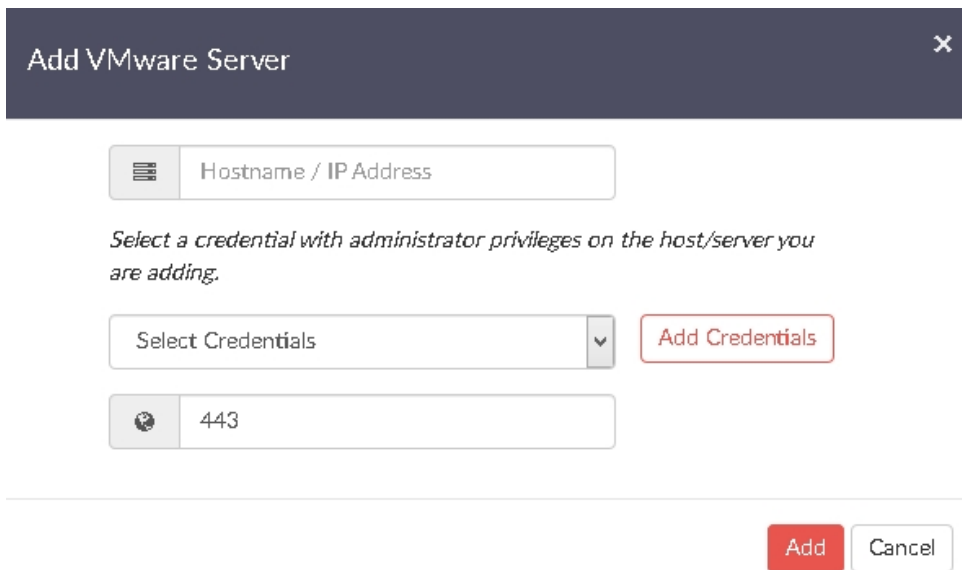 Add VMware Server
×
Hostname / IP Address
Select a credential with administrator privileges on the host/server you
are adding.
Select Credentials
Add Credentials
443
Add
Cancel